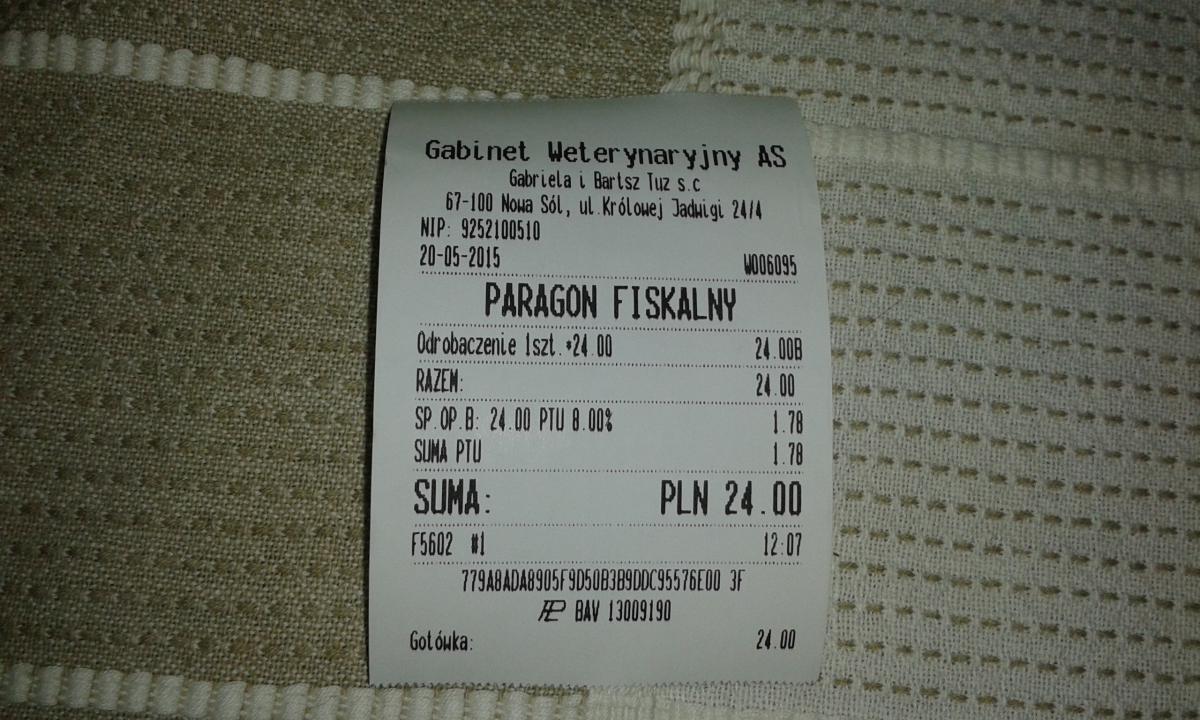 Gabinet Weterynaryjny AS
Gabriela i Bartsz Tuz s.c
67-100 Nowa Sól, ul.Królowej Jadwigi 24/4
NIP: 9252100510
20-05-2015 W006095
PARAGON FISKALNY
Odrobaczenie 1szt.*24.00 24.00B
RAZEM: 24.00
SP.OP.B: 24.00 PTU 8.00% 1.78
SUMA PTU 1.78
SUMA: PLN 24.00
F5602 #1 12:07
779A8ADA8905F9D50B3B9DDC95576E00 3F
BAV 13009190
Gotówka: 24.00